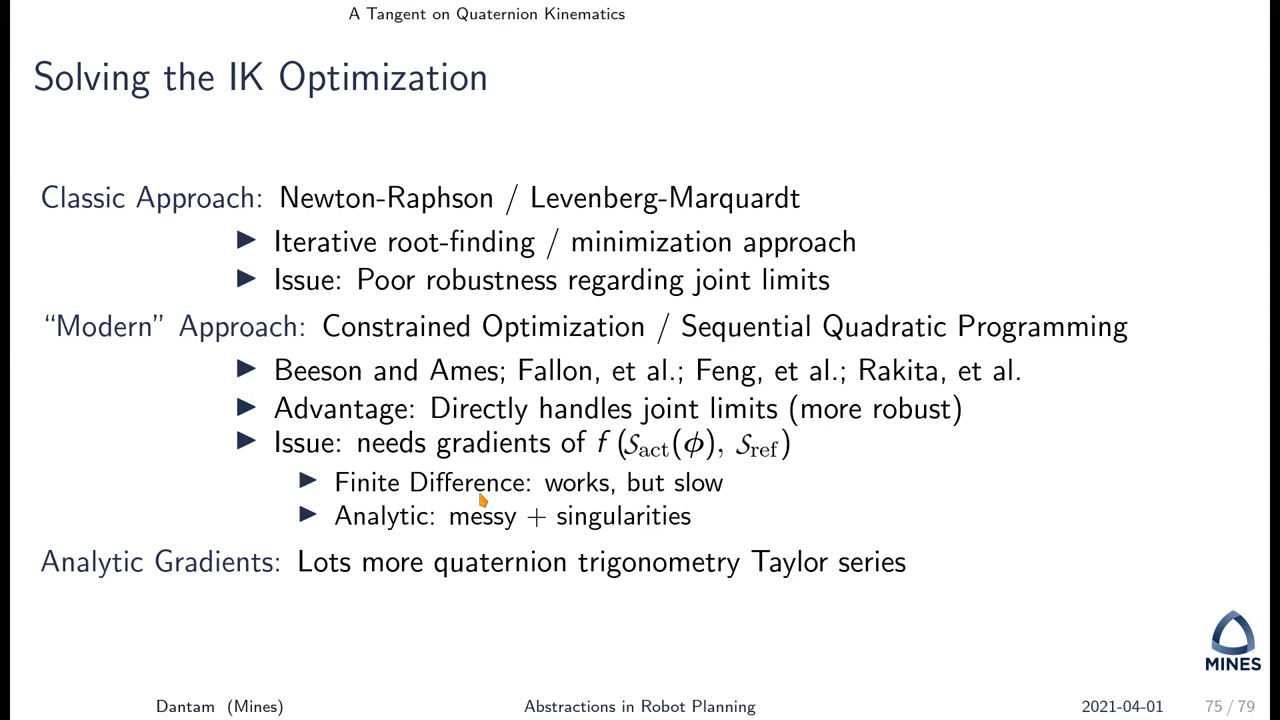 A Tangent on Quaternion Kinematics
Solving the IK Optimization
Classic Approach: Newton-Raphson / Levenberg-Marquardt
▶ Iterative root-finding / minimization approach
▶ Issue: Poor robustness regarding joint limits
“Modern” Approach: Constrained Optimization / Sequential Quadratic Programming
▶ Beeson and Ames; Fallon, et al.; Feng, et al.; Rakita, et al.
▶ Advantage: Directly handles joint limits (more robust)
▶ Issue: needs gradients of f (𝒮act(ϕ), 𝒮ref)
▶ Finite Difference: works, but slow
▶ Analytic: messy + singularities
Analytic Gradients: Lots more quaternion trigonometry Taylor series
MINES
Dantam (Mines) Abstractions in Robot Planning 2021-04-01 75 / 79